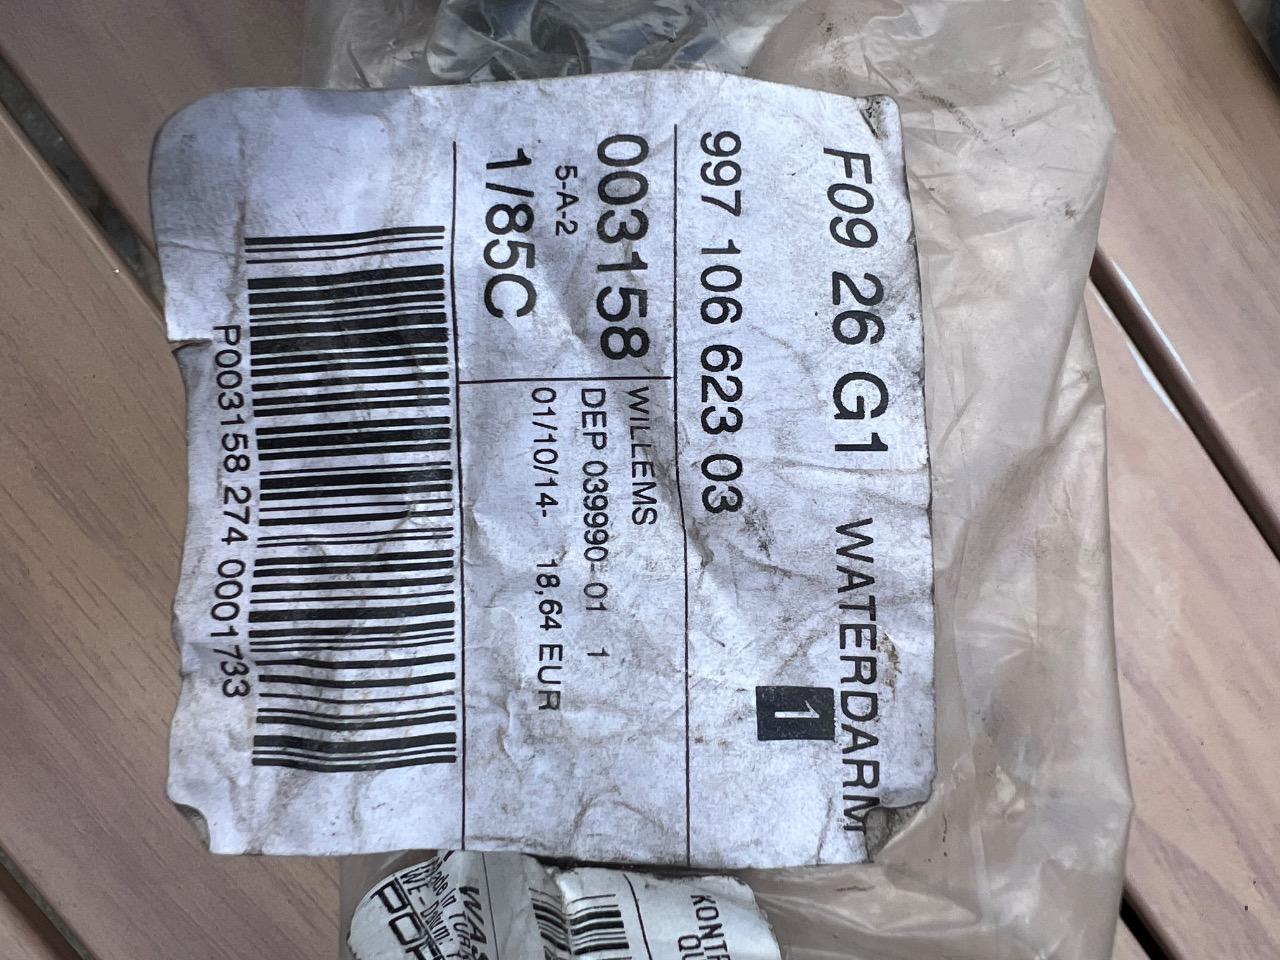 F09 26 G1 WATERDARM
1
997 106 623 03
003158
5-A-2
1/85C
WILLEMS
DEP 039990-01 1
01/10/14- 18,64 EUR
P003158 274 0001733